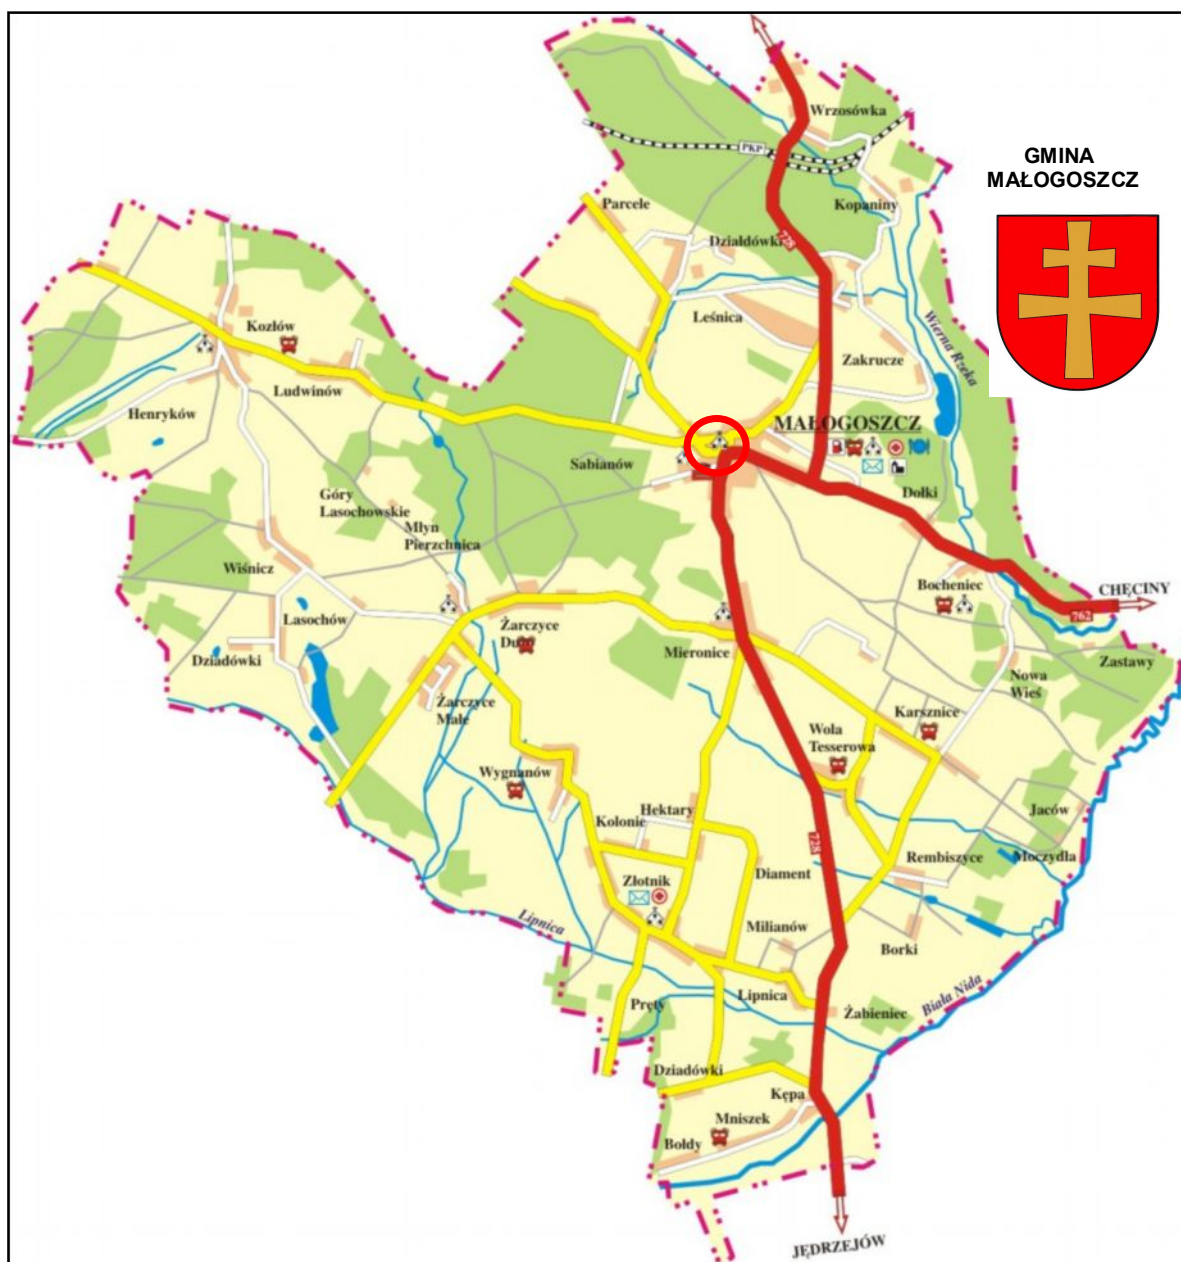 Wrzosówka
GMINA
MAŁOGOSZCZ
PKP
Parcele
Kopaniny
Działdówki
728
Leśnica
Wierna Rzeka
Kozłów
Zakrucze
Ludwinów
Henryków
MAŁOGOSZCZ
Sabianów
Góry
Lasochowskie
Dołki
Młyn
Pierzchnica
Wiśnicz
Bocheniec
CHĘCINY
762
Lasochów
Żarczyce
Duże
Mieronice
Dziadówki
Zastawy
Nowa
Wieś
Żarczyce
Małe
Karsznice
Wola
Tesserowa
Wygnanów
Hektary
Kolonie
Jaców
728
Rembiszyce
Moczydła
Diament
Złotnik
Lipnica
Milianów
Borki
Biała Nida
Pręty
Lipnica
Żabieniec
Dziadówki
Kępa
Mniszek
Bołdy
JĘDRZEJÓW